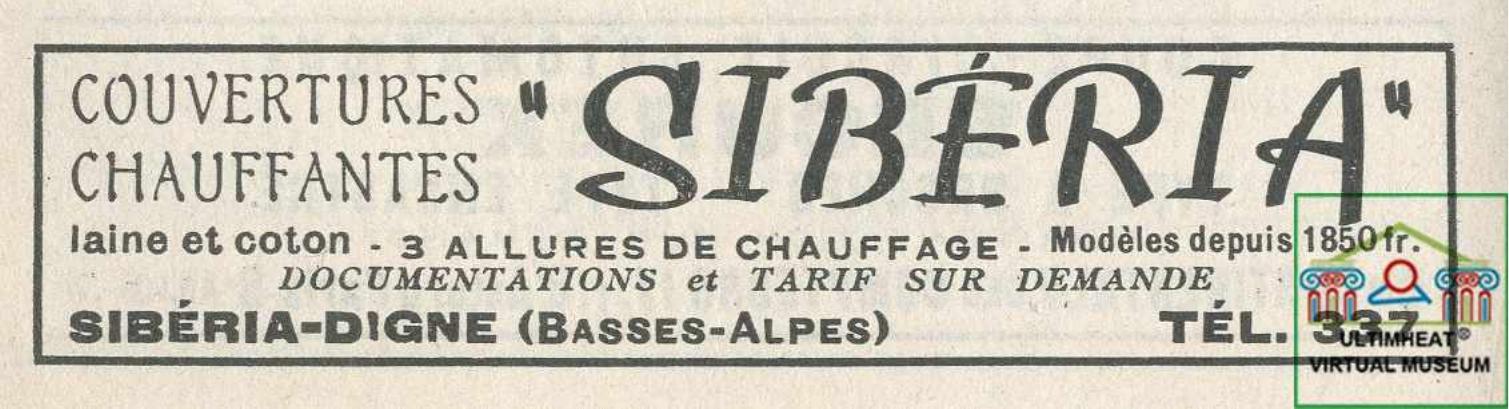 COUVERTURES
CHAUFFANTES
"SIBÉRIA"
laine et coton - 3 ALLURES DE CHAUFFAGE - Modèles depuis 1850 fr.
DOCUMENTATIONS et TARIF SUR DEMANDE
SIBÉRIA-DIGNE (BASSES-ALPES) TÉL. 337
ULTIMHEAT®
VIRTUAL MUSEUM